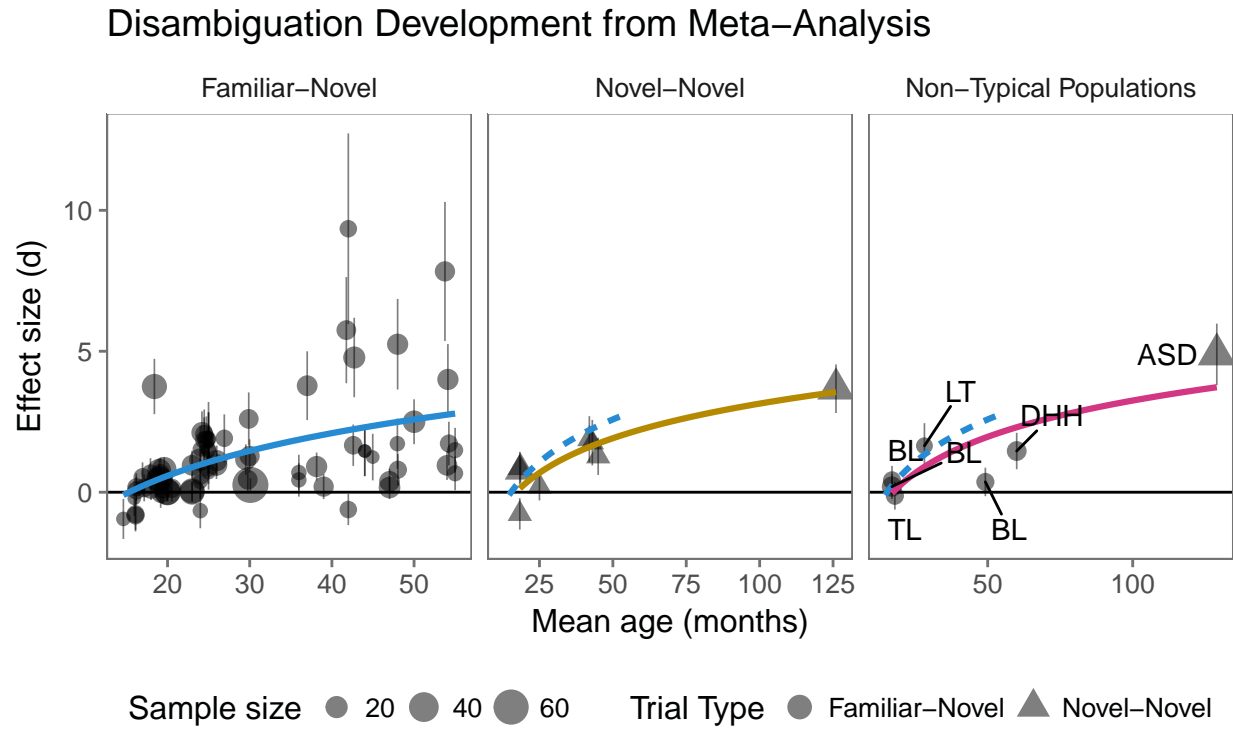 Disambiguation Development from Meta−Analysis
Familiar−Novel
Novel−Novel
Non−Typical Populations
Effect size (d)
10
5
0
ASD
LT
DHH
BL
BL
TL
BL
20 30 40 50
25 50 75 100 125
50 100
Mean age (months)
Sample size 20 40 60
Trial Type Familiar−Novel Novel−Novel